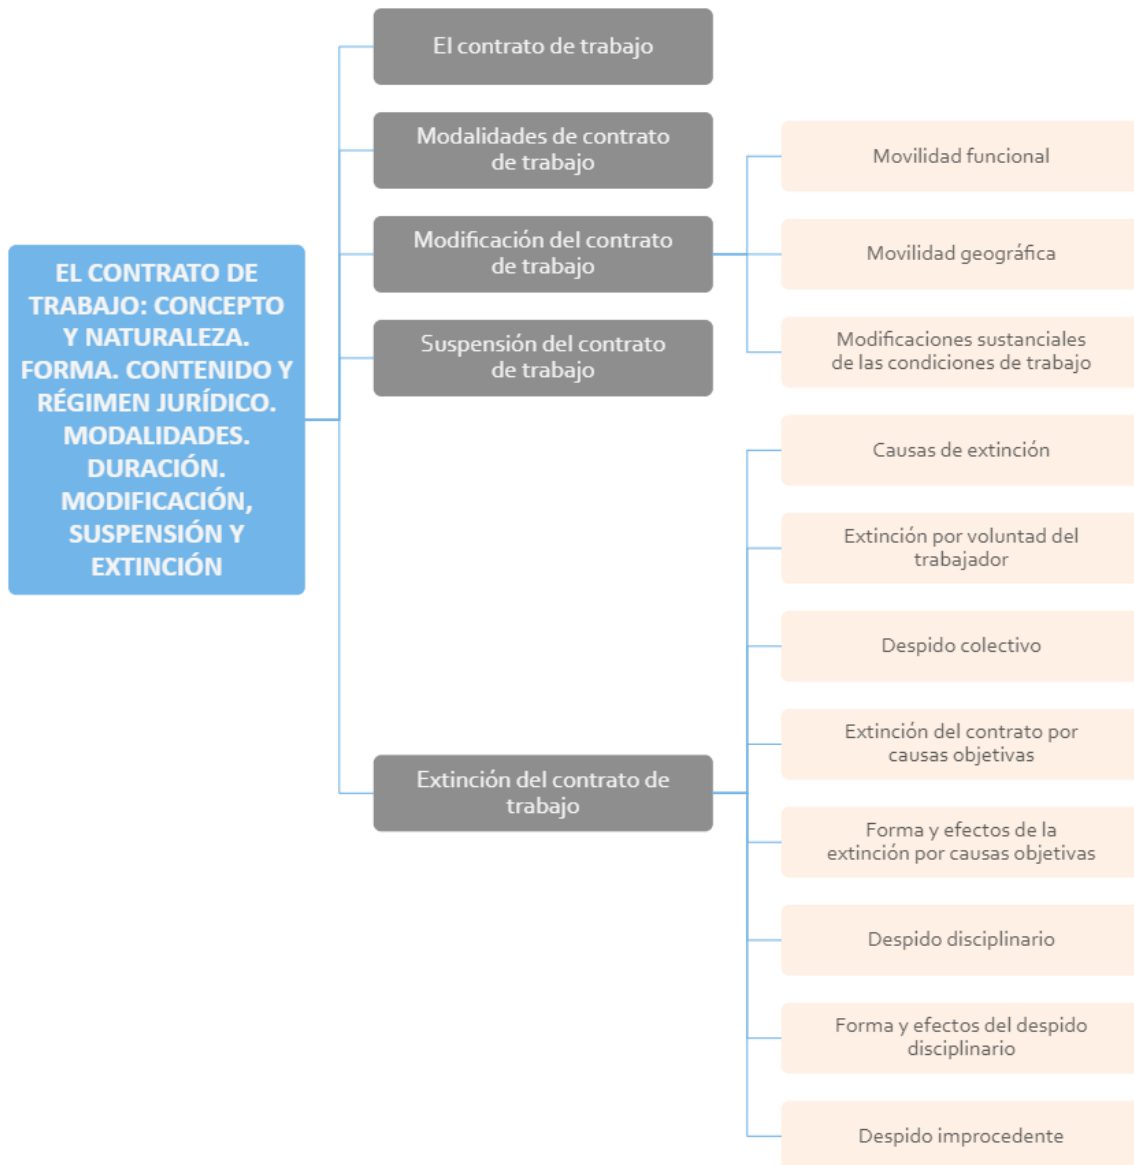 EL CONTRATO DE
TRABAJO: CONCEPTO
Y NATURALEZA.
FORMA. CONTENIDO Y
RÉGIMEN JURÍDICO.
MODALIDADES.
DURACIÓN.
MODIFICACIÓN,
SUSPENSIÓN Y
EXTINCIÓN
El contrato de trabajo
Modalidades de contrato
de trabajo
Modificación del contrato
de trabajo
Movilidad funcional
Movilidad geográfica
Modificaciones sustanciales
de las condiciones de trabajo
Suspensión del contrato
de trabajo
Extinción del contrato de
trabajo
Causas de extinción
Extinción por voluntad del
trabajador
Despido colectivo
Extinción del contrato por
causas objetivas
Forma y efectos de la
extinción por causas objetivas
Despido disciplinario
Forma y efectos del despido
disciplinario
Despido improcedente